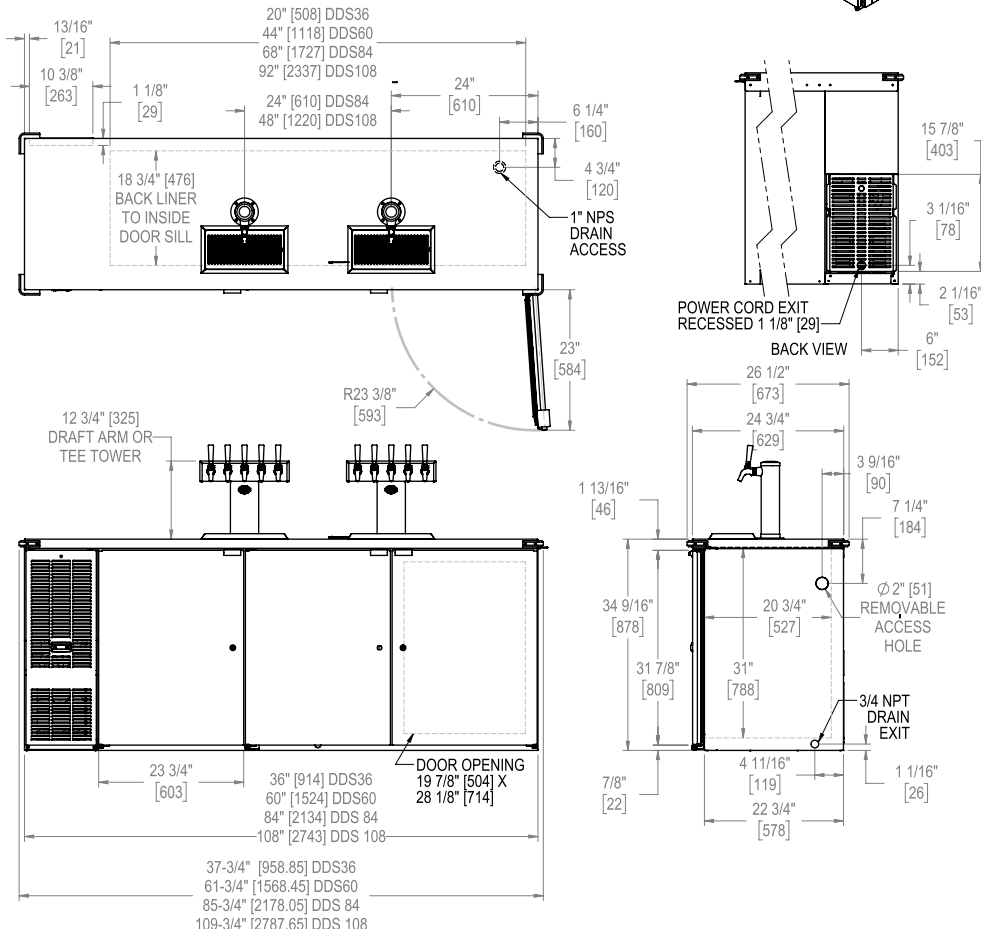 20" [508] DDS36
44" [1118] DDS60
68" [1727] DDS84
92" [2337] DDS108
13/16"
[21]
10 3/8"
[263]
1 1/8"
[29]
24" [610] DDS84
48" [1220] DDS108
24"
[610]
6 1/4"
[160]
4 3/4"
[120]
18 3/4" [476]
BACK LINER
TO INSIDE
DOOR SILL
1" NPS
DRAIN
ACCESS
23"
[584]
R23 3/8"
[593]
15 7/8"
[403]
3 1/16"
[78]
2 1/16"
[53]
6"
[152]
POWER CORD EXIT
RECESSED 1 1/8" [29]
BACK VIEW
12 3/4" [325]
DRAFT ARM OR
TEE TOWER
23 3/4"
[603]
DOOR OPENING
19 7/8" [504] X
28 1/8" [714]
36" [914] DDS36
60" [1524] DDS60
84" [2134] DDS 84
108" [2743] DDS 108
37-3/4" [958.85] DDS36
61-3/4" [1568.45] DDS60
85-3/4" [2178.05] DDS 84
109-3/4" [2787.65] DDS 108
26 1/2"
[673]
24 3/4"
[629]
3 9/16"
[90]
7 1/4"
[184]
1 13/16"
[46]
34 9/16"
[878]
31 7/8"
[809]
31"
[788]
20 3/4"
[527]
Ø 2" [51]
REMOVABLE
ACCESS
HOLE
3/4 NPT
DRAIN
EXIT
4 11/16"
[119]
1 1/16"
[26]
7/8"
[22]
22 3/4"
[578]